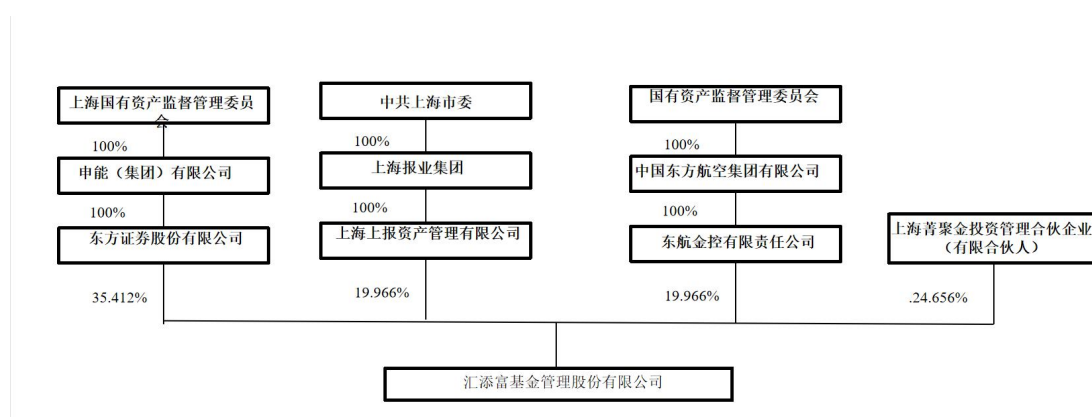 上海国有资产监督管理委员
会
中共上海市委
国有资产监督管理委员会
100%
100%
100%
申能（集团）有限公司
上海报业集团
中国东方航空集团有限公司
100%
100%
100%
东方证券股份有限公司
上海上报资产管理有限公司
东航金控有限责任公司
上海菁聚金投资管理合伙企业
（有限合伙人）
35.412%
19.966%
19.966%
.24.656%
汇添富基金管理股份有限公司